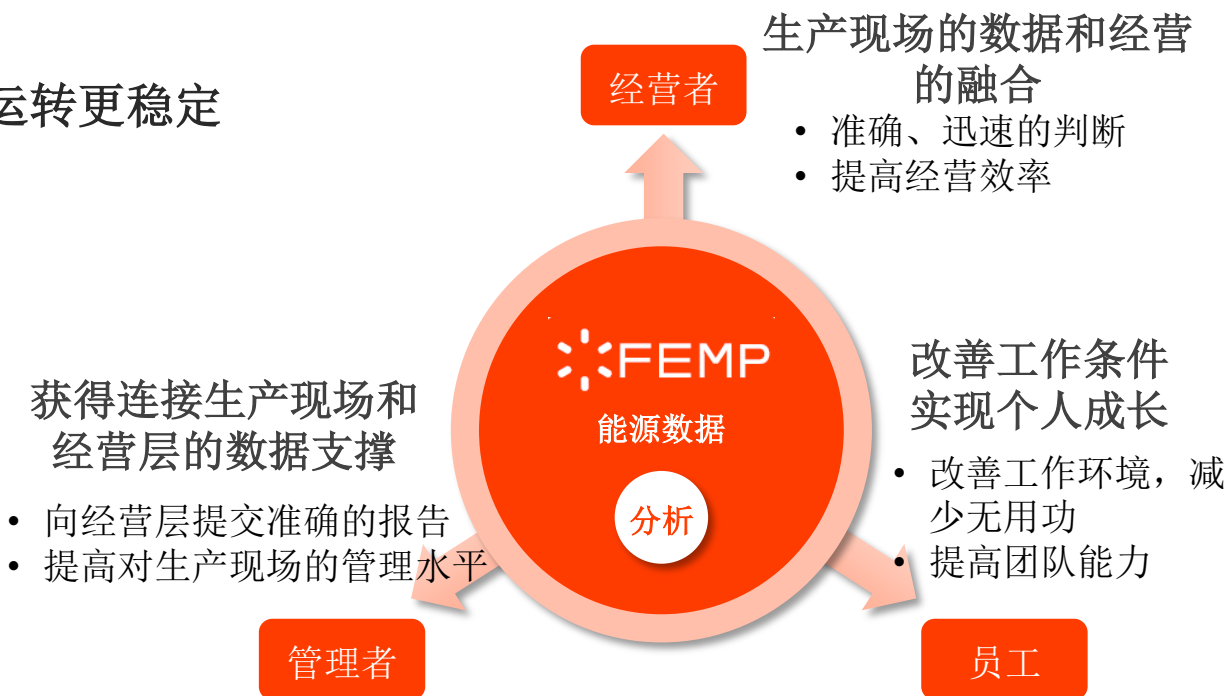 生产现场的数据和经营
的融合
经营者
运转更稳定
• 准确、迅速的判断
• 提高经营效率
FEMP
能源数据
分析
获得连接生产现场和
经营层的数据支撑
• 向经营层提交准确的报告
• 提高对生产现场的管理水平
管理者
改善工作条件
实现个人成长
• 改善工作环境，减
少无用功
• 提高团队能力
员工